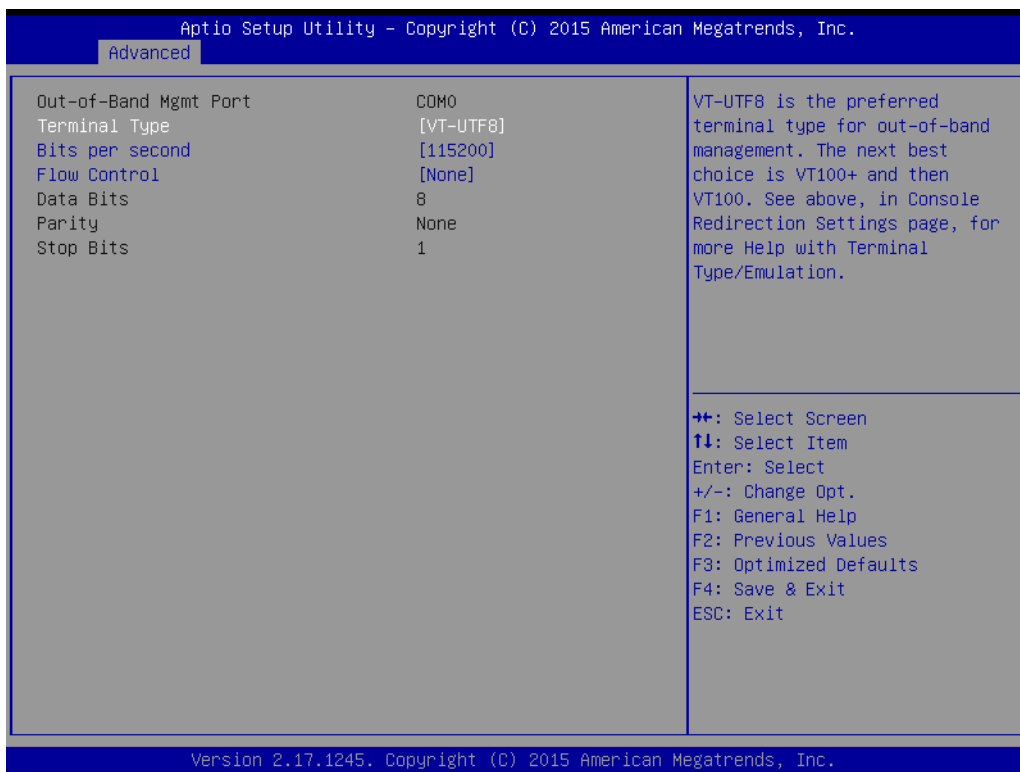 Aptio Setup Utility – Copyright (C) 2015 American Megatrends, Inc.
Advanced
Out-of-Band Mgmt Port COM0
Terminal Type [VT-UTF8]
Bits per second [115200]
Flow Control [None]
Data Bits 8
Parity None
Stop Bits 1
VT-UTF8 is the preferred
terminal type for out-of-band
management. The next best
choice is VT100+ and then
VT100. See above, in Console
Redirection Settings page, for
more Help with Terminal
Type/Emulation.
→←: Select Screen
↑↓: Select Item
Enter: Select
+/-: Change Opt.
F1: General Help
F2: Previous Values
F3: Optimized Defaults
F4: Save & Exit
ESC: Exit
Version 2.17.1245. Copyright (C) 2015 American Megatrends, Inc.